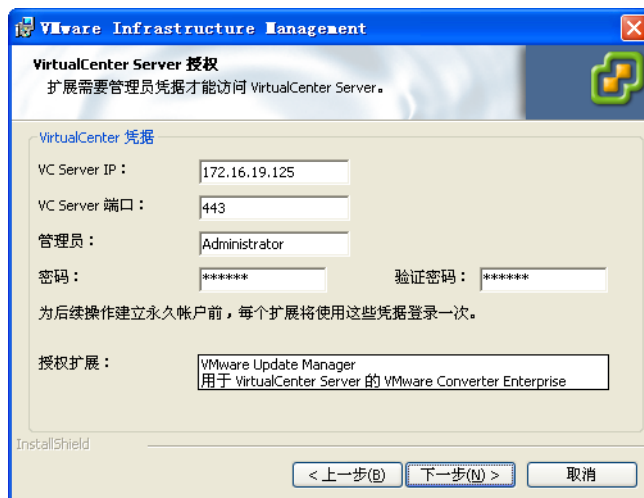 VMware Infrastructure Management
VirtualCenter Server 授权
扩展需要管理员凭据才能访问 VirtualCenter Server。
VirtualCenter 凭据
VC Server IP：
172.16.19.125
VC Server 端口：
443
管理员：
Administrator
密码：
******
验证密码：
******
为后续操作建立永久帐户前，每个扩展将使用这些凭据登录一次。
授权扩展：
VMware Update Manager
用于 VirtualCenter Server 的 VMware Converter Enterprise
InstallShield
< 上一步(B)
下一步(N) >
取消